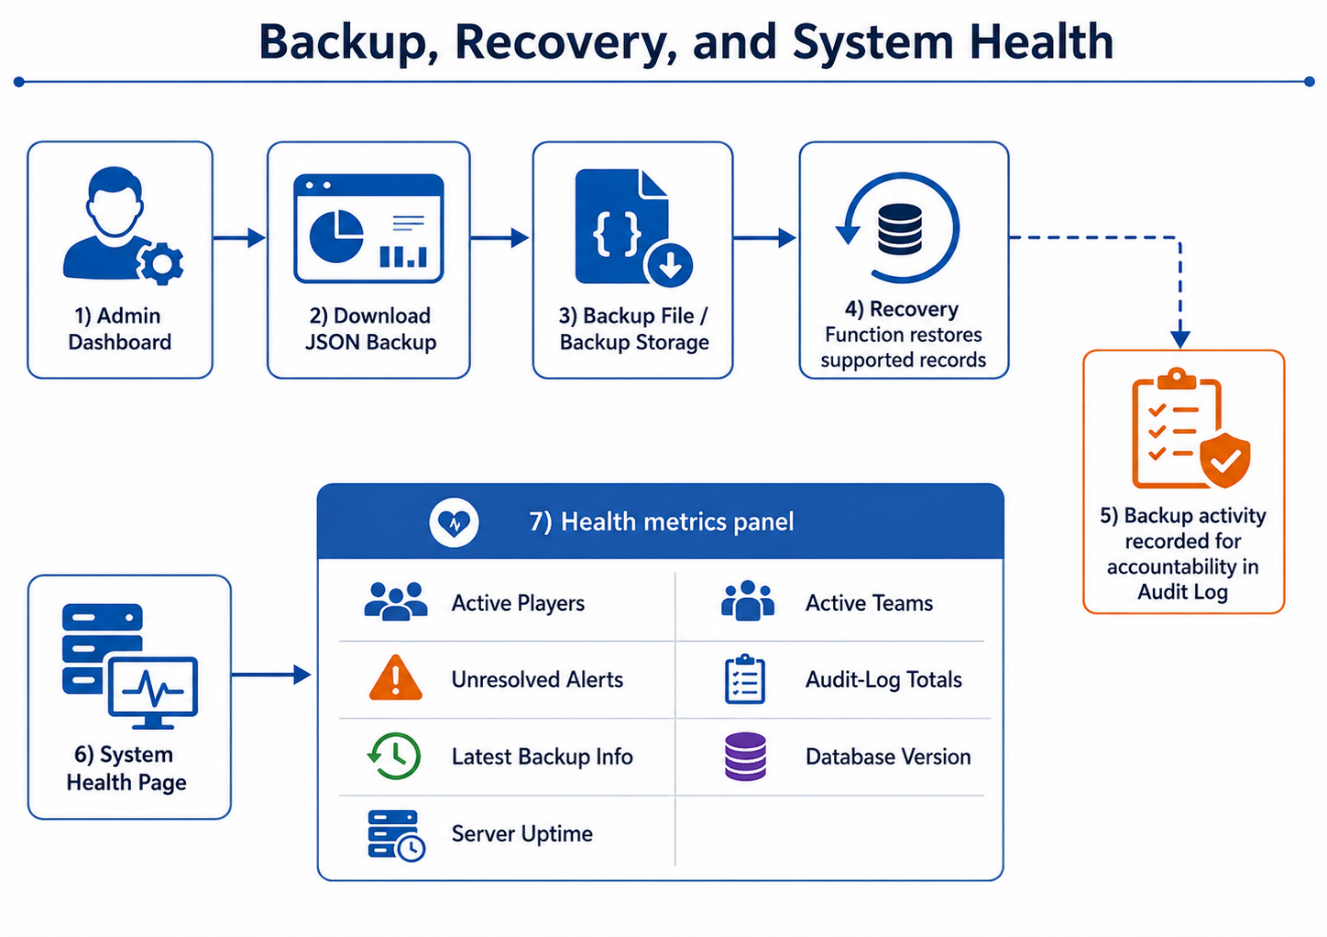 Backup, Recovery, and System Health
1) Admin
Dashboard
2) Download
JSON Backup
{ }
3) Backup File /
Backup Storage
4) Recovery
Function restores
supported records
5) Backup activity
recorded for
accountability in
Audit Log
6) System
Health Page
7) Health metrics panel
Active Players
Active Teams
Unresolved Alerts
Audit-Log Totals
Latest Backup Info
Database Version
Server Uptime